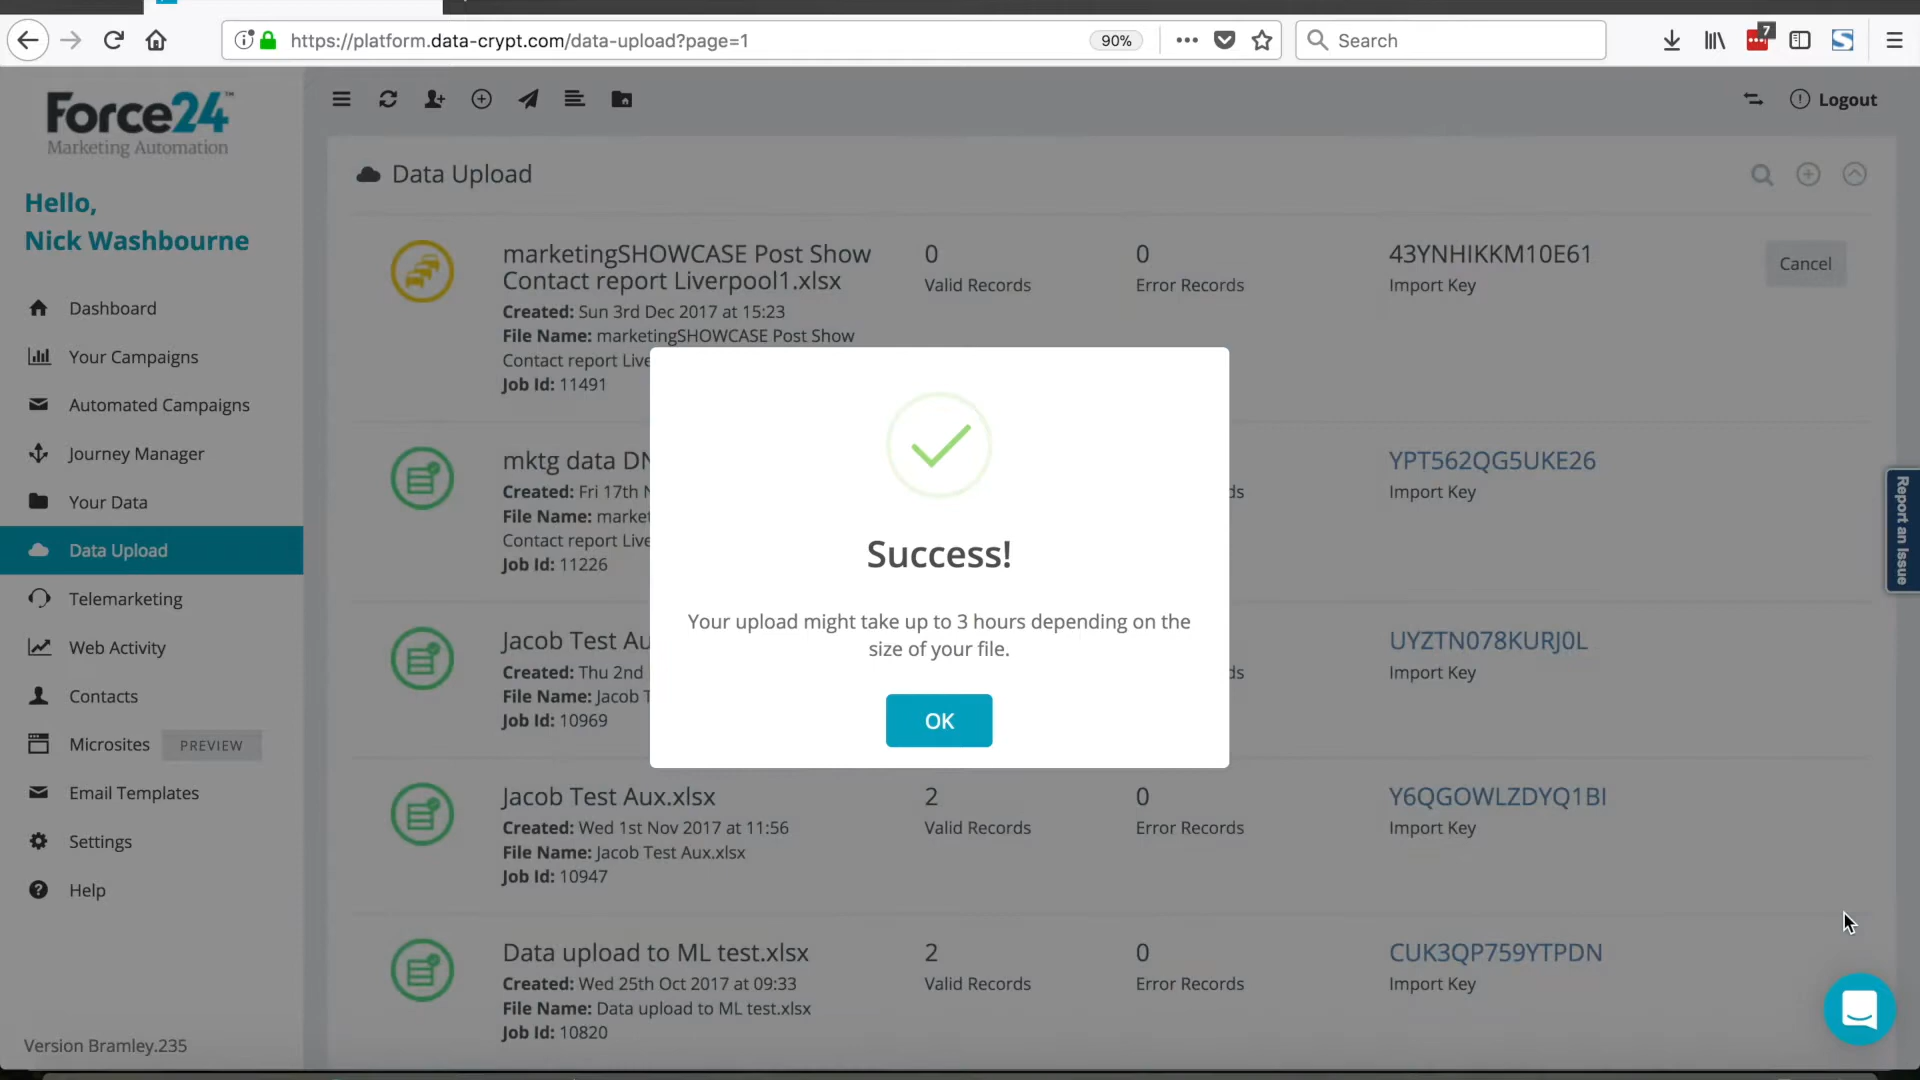 https://platform.data-crypt.com/data-upload?page=1
90%
Search
7
Force24™
Marketing Automation
Logout
Hello,
Nick Washbourne
Dashboard
Your Campaigns
Automated Campaigns
Journey Manager
Your Data
Data Upload
Telemarketing
Web Activity
Contacts
Microsites PREVIEW
Email Templates
Settings
Help
Version Bramley.235
Data Upload
marketingSHOWCASE Post Show
Contact report Liverpool1.xlsx
Created: Sun 3rd Dec 2017 at 15:23
File Name: marketingSHOWCASE Post Show
Contact report Live
Job Id: 11491
0
Valid Records
0
Error Records
43YNHIKKM10E61
Import Key
Cancel
mktg data DN
Created: Fri 17th N
File Name: market
Contact report Live
Job Id: 11226
ds
YPT562QG5UKE26
Import Key
Jacob Test Au
Created: Thu 2nd
File Name: Jacob T
Job Id: 10969
ds
UYZTN078KURJ0L
Import Key
Jacob Test Aux.xlsx
Created: Wed 1st Nov 2017 at 11:56
File Name: Jacob Test Aux.xlsx
Job Id: 10947
2
Valid Records
0
Error Records
Y6QGOWLZDYQ1BI
Import Key
Data upload to ML test.xlsx
Created: Wed 25th Oct 2017 at 09:33
File Name: Data upload to ML test.xlsx
Job Id: 10820
2
Valid Records
0
Error Records
CUK3QP759YTPDN
Import Key
Success!
Your upload might take up to 3 hours depending on the
size of your file.
OK
Report an Issue